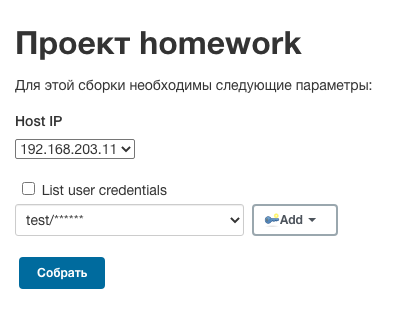 Проект homework
Для этой сборки необходимы следующие параметры:
Host IP
192.168.203.11
List user credentials
test/******
Add
Собрать